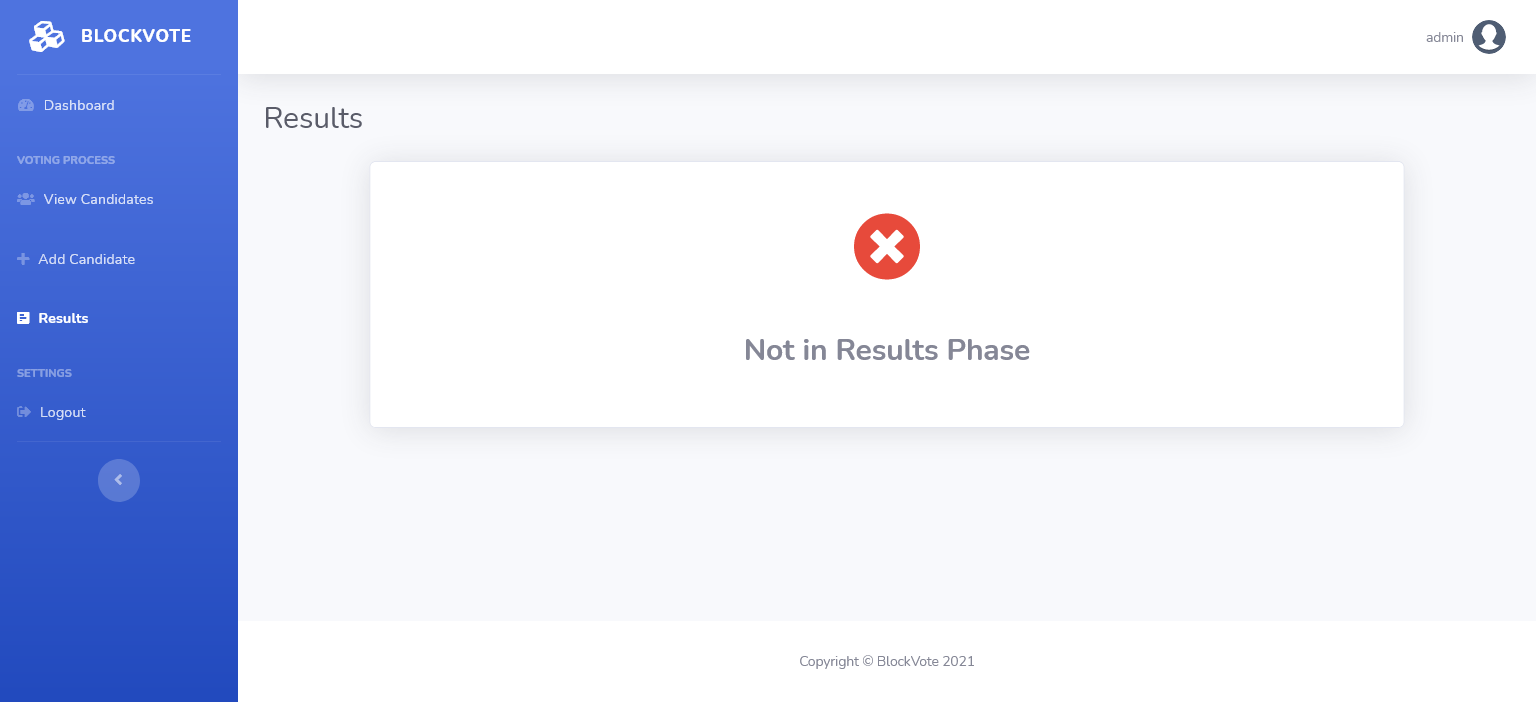 BLOCKVOTE
admin
Dashboard
VOTING PROCESS
View Candidates
Add Candidate
Results
SETTINGS
Logout
Results
Not in Results Phase
Copyright © BlockVote 2021